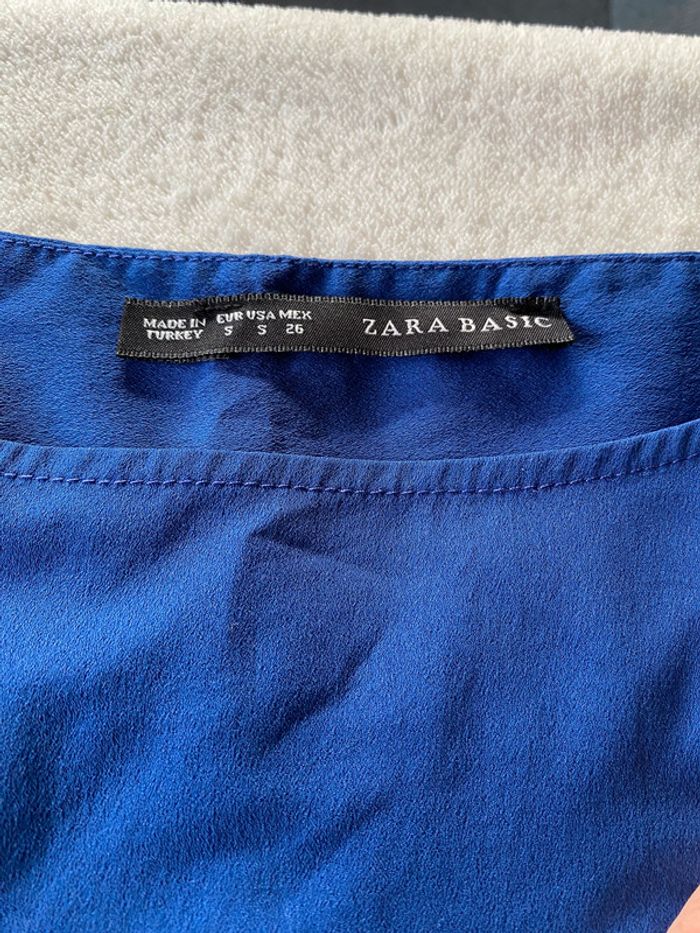 MADE IN
TURKEY
EUR USA MEX
S S 26
ZARA BASIC